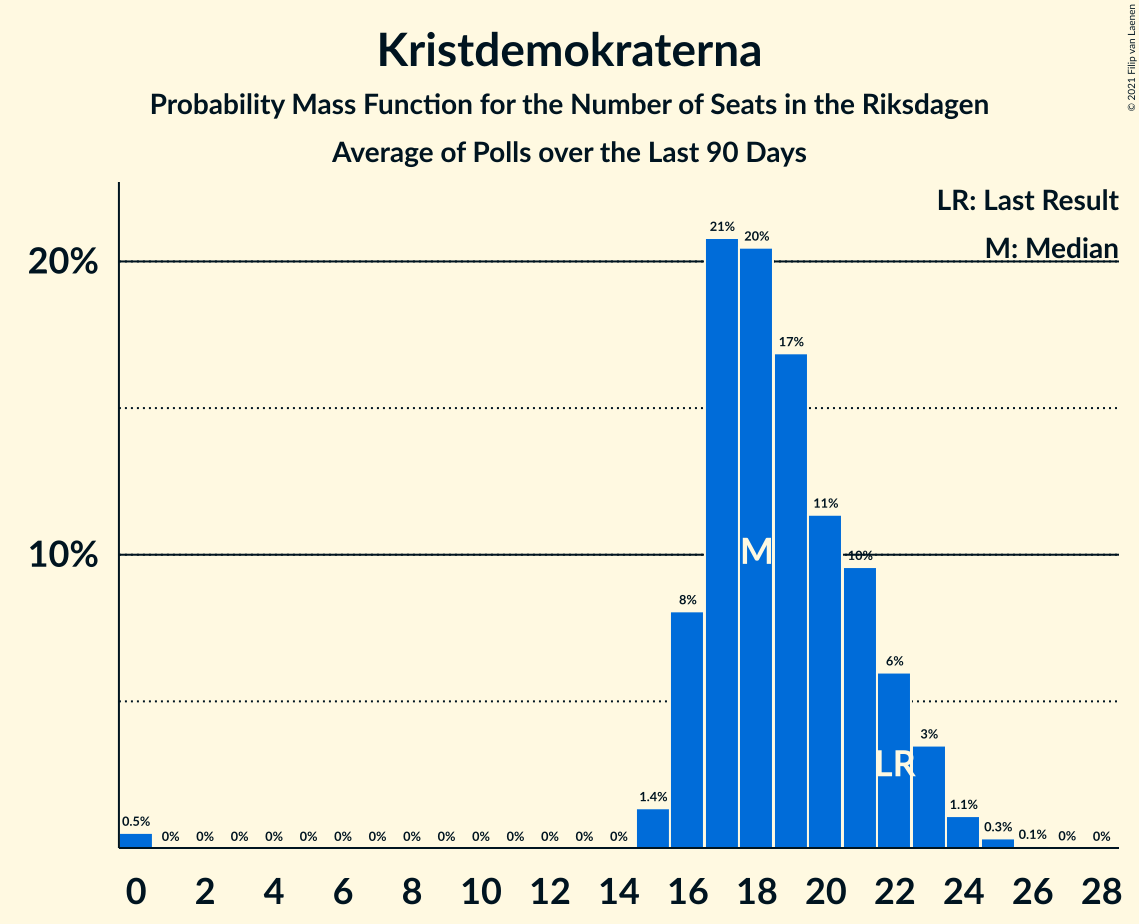 Kristdemokraterna
Probability Mass Function for the Number of Seats in the Riksdagen
Average of Polls over the Last 90 Days
© 2021 Filip van Laenen
LR: Last Result
M: Median
20%
10%
0.5% 0% 0% 0% 0% 0% 0% 0% 0% 0% 0% 0% 0% 0% 0% 1.4% 8% 21% 20% 17% 11% 10% 6% 3% 1.1% 0.3% 0.1% 0% 0%
M
LR
0 2 4 6 8 10 12 14 16 18 20 22 24 26 28